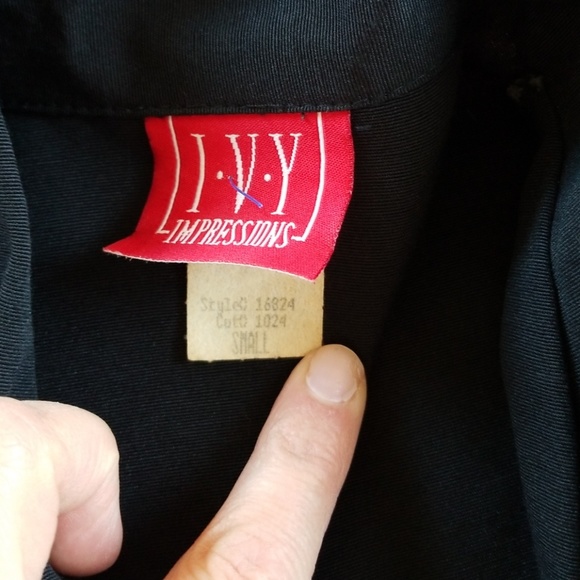 I·V·Y
IMPRESSIONS
Style© 16824
Cut© 1024
SMALL